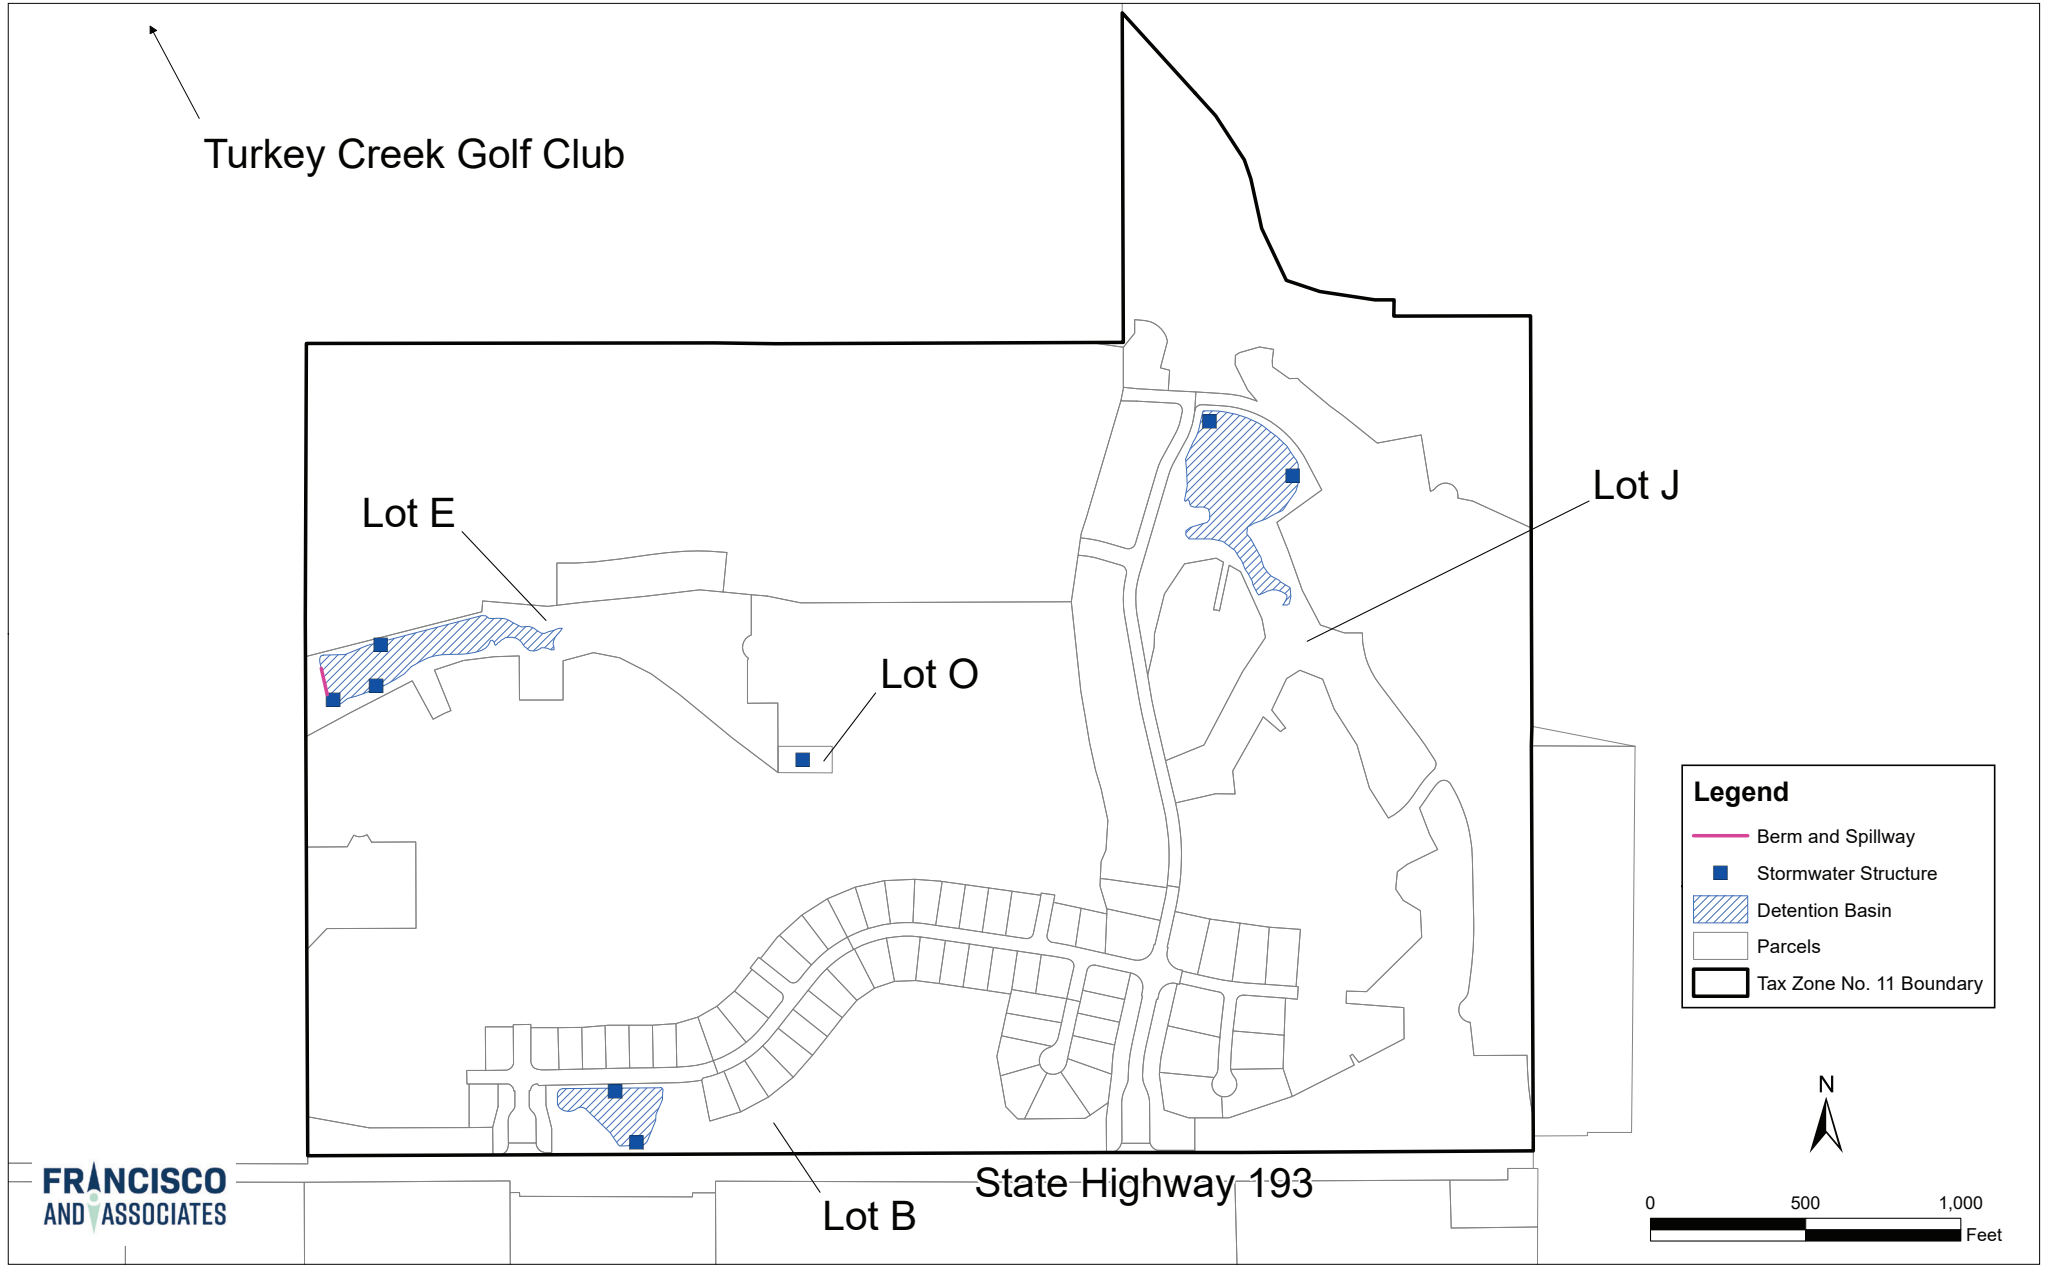 Turkey Creek Golf Club
Lot E
Lot J
Lot O
Legend
Berm and Spillway
Stormwater Structure
Detention Basin
Parcels
Tax Zone No. 11 Boundary
N
State Highway 193
Lot B
FRANCISCO
AND ASSOCIATES
0 500 1,000
Feet